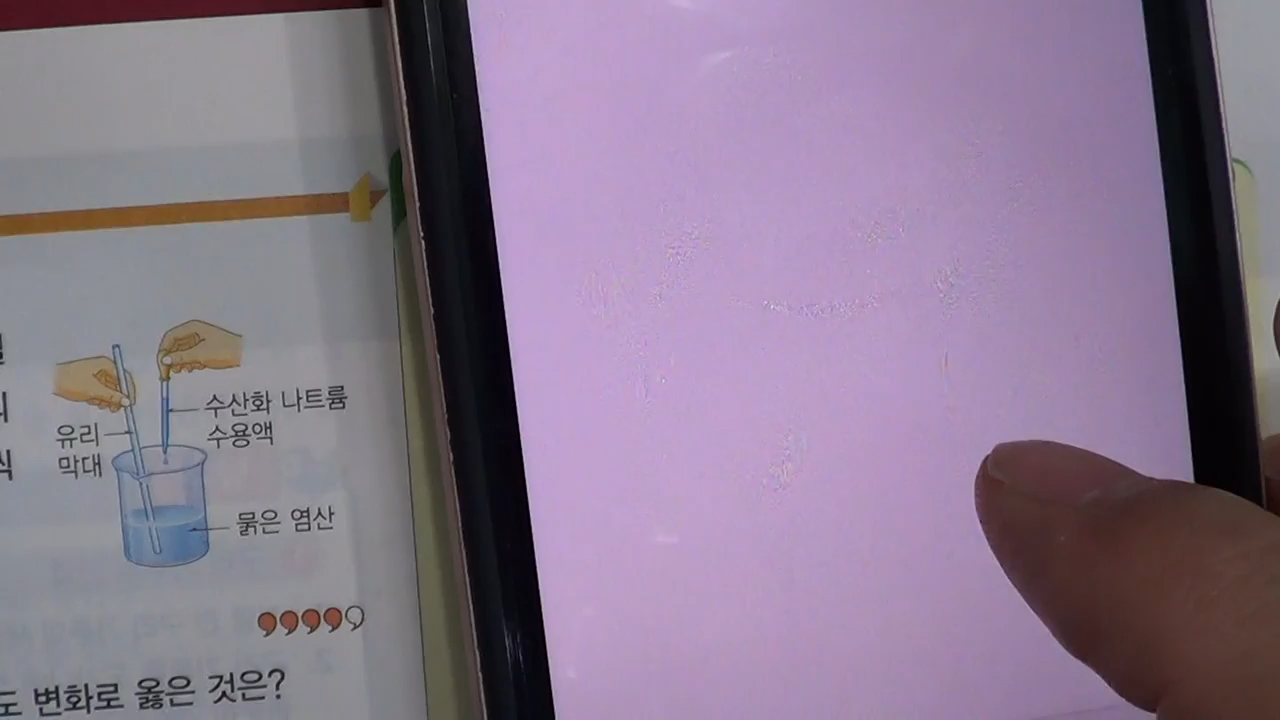 수산화 나트륨
수용액
유리
막대
묽은 염산
도 변화로 옳은 것은?